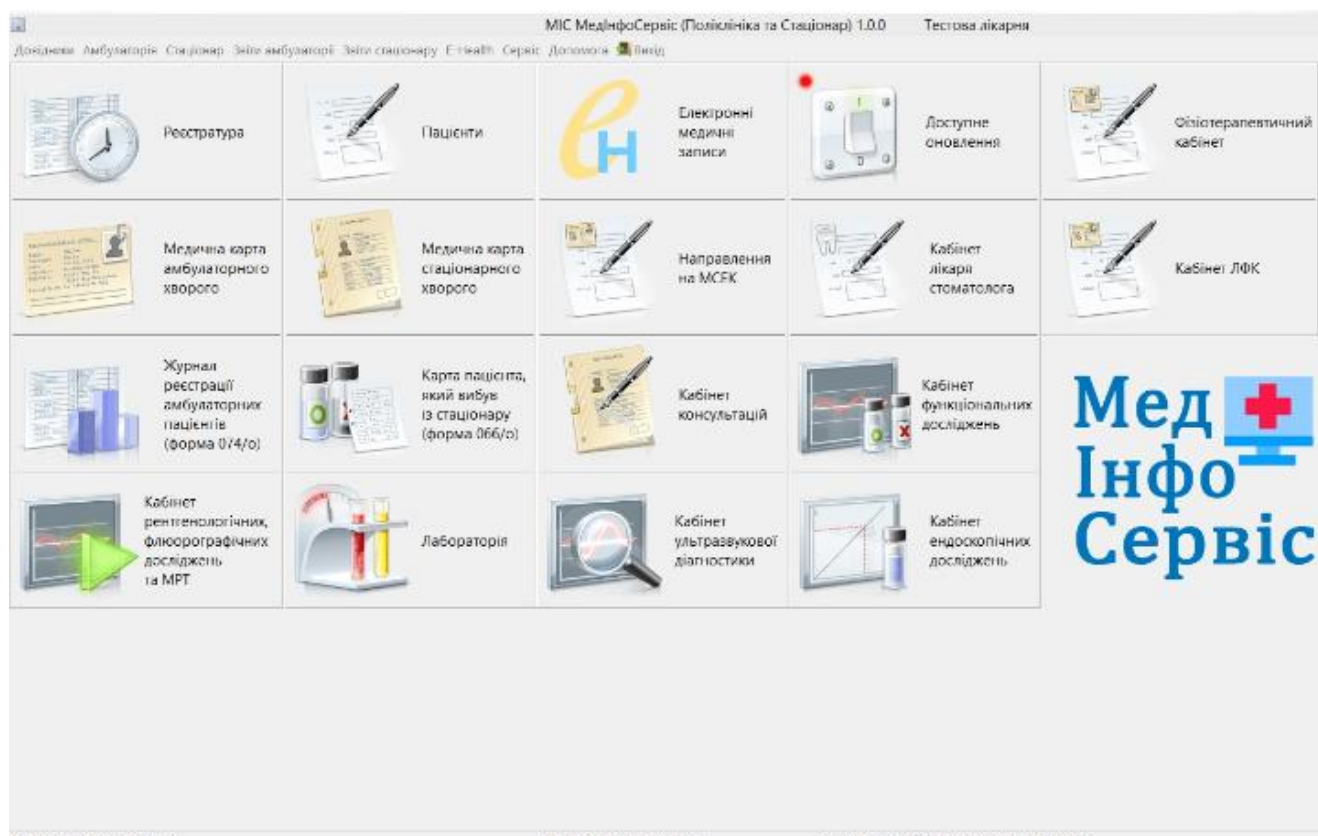 МІС МедІнфоСервіс (Поліклініка та Стаціонар) 1.0.0 Тестова лікарня
Довідники Амбулаторія Стаціонар Звіти амбулаторії Звіти стаціонару E-Health Сервіс Допомога Вихід
Реєстратура
Пацієнти
Електронні
медичні
записи
Доступне
оновлення
Фізіотерапевтичний
кабінет
Медична карта
амбулаторного
хворого
Медична карта
стаціонарного
хворого
Направлення
на МСЕК
Кабінет
лікаря
стоматолога
Кабінет ЛФК
Журнал
реєстрації
амбулаторних
пацієнтів
(форма 074/о)
Карта пацієнта,
який вибув
із стаціонару
(форма 066/о)
Кабінет
консультацій
Кабінет
функціональних
досліджень
Мед
Інфо
Сервіс
Кабінет
рентгенологічних,
флюорографічних
досліджень
та МРТ
Лабораторія
Кабінет
ультразвукової
діагностики
Кабінет
ендоскопічних
досліджень